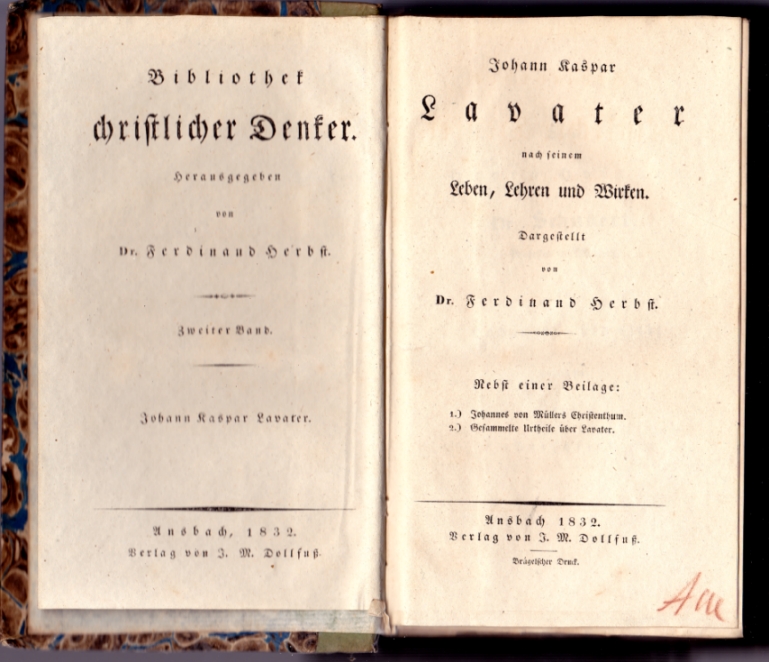 Bibliothek
christlicher Denker.
Herausgegeben
von
Dr. Ferdinand Herbst.
Zweiter Band.
Johann Kaspar Lavater.
Ansbach, 1832.
Verlag von J. M. Dollfuß.
Johann Kaspar
Lavater
nach seinem
Leben, Lehren und Wirken.
Dargestellt
von
Dr. Ferdinand Herbst.
Nebst einer Beilage:
1.) Johannes von Müllers Christenthum.
2.) Gesammelte Urtheile über Lavater.
Ansbach 1832.
Verlag von J. M. Dollfuß.
Brügelscher Druck.